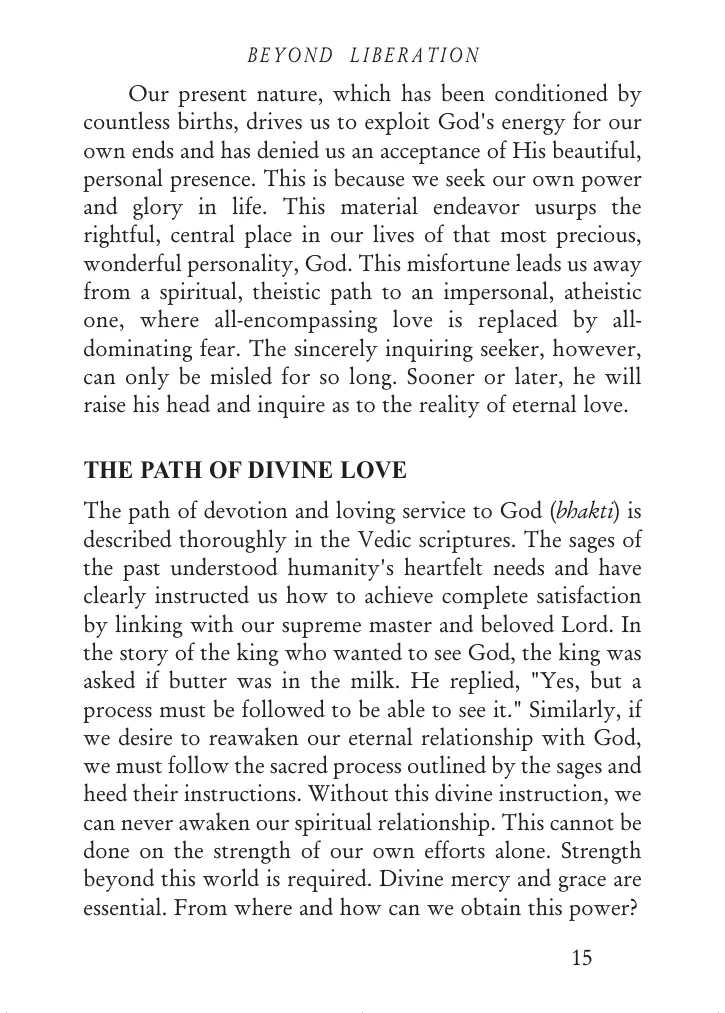 BEYOND LIBERATION
Our present nature, which has been conditioned by
countless births, drives us to exploit God's energy for our
own ends and has denied us an acceptance of His beautiful,
personal presence. This is because we seek our own power
and glory in life. This material endeavor usurps the
rightful, central place in our lives of that most precious,
wonderful personality, God. This misfortune leads us away
from a spiritual, theistic path to an impersonal, atheistic
one, where all-encompassing love is replaced by all-
dominating fear. The sincerely inquiring seeker, however,
can only be misled for so long. Sooner or later, he will
raise his head and inquire as to the reality of eternal love.
THE PATH OF DIVINE LOVE
The path of devotion and loving service to God (bhakti) is
described thoroughly in the Vedic scriptures. The sages of
the past understood humanity's heartfelt needs and have
clearly instructed us how to achieve complete satisfaction
by linking with our supreme master and beloved Lord. In
the story of the king who wanted to see God, the king was
asked if butter was in the milk. He replied, "Yes, but a
process must be followed to be able to see it." Similarly, if
we desire to reawaken our eternal relationship with God,
we must follow the sacred process outlined by the sages and
heed their instructions. Without this divine instruction, we
can never awaken our spiritual relationship. This cannot be
done on the strength of our own efforts alone. Strength
beyond this world is required. Divine mercy and grace are
essential. From where and how can we obtain this power?
15